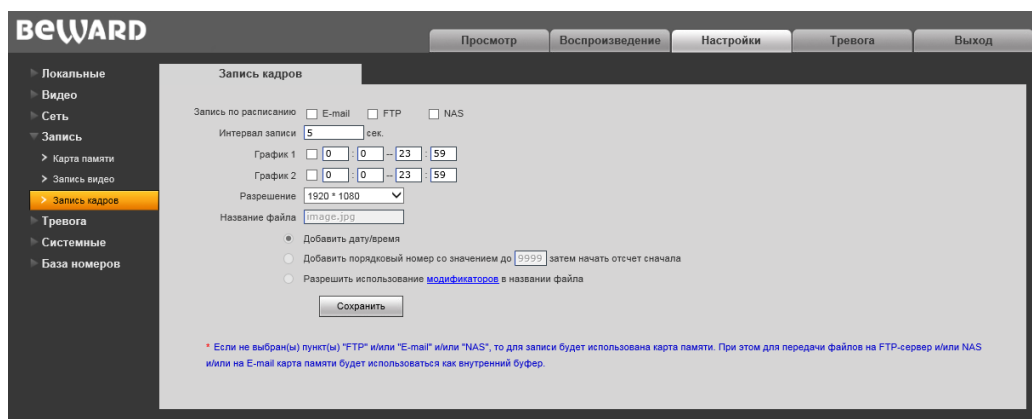 BEWARD
Просмотр Воспроизведение Настройки Тревога Выход
Локальные
Видео
Сеть
Запись
Карта памяти
Запись видео
Запись кадров
Тревога
Системные
База номеров
Запись кадров
Запись по расписанию E-mail FTP NAS
Интервал записи 5 сек.
График 1 0 : 0 -- 23 : 59
График 2 0 : 0 -- 23 : 59
Разрешение 1920 * 1080
Название файла image.jpg
Добавить дату/время
Добавить порядковый номер со значением до 9999 затем начать отсчет сначала
Разрешить использование модификаторов в названии файла
Сохранить
* Если не выбран(ы) пункт(ы) "FTP" и/или "E-mail" и/или "NAS", то для записи будет использована карта памяти. При этом для передачи файлов на FTP-сервер и/или NAS
и/или на E-mail карта памяти будет использоваться как внутренний буфер.